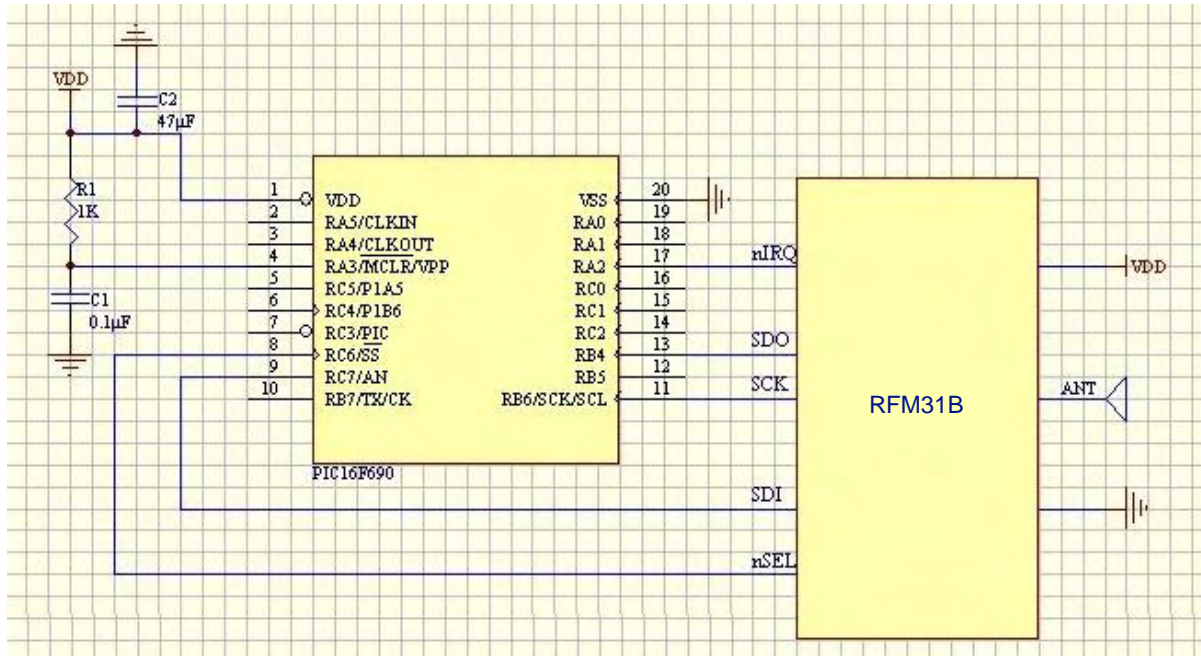 VDD
C2
47µF
R1
1K
C1
0.1µF
1
2
3
4
5
6
7
8
9
10
VDD
RA5/CLKIN
RA4/CLKOUT
RA3/MCLR/VPP
RC5/P1A5
RC4/P1B6
RC3/PIC
RC6/SS
RC7/AN
RB7/TX/CK
VSS
RA0
RA1
RA2
RC0
RC1
RC2
RB4
RB5
RB6/SCK/SCL
20
19
18
17
16
15
14
13
12
11
PIC16F690
nIRQ
SDO
SCK
SDI
nSEL
RFM31B
VDD
ANT